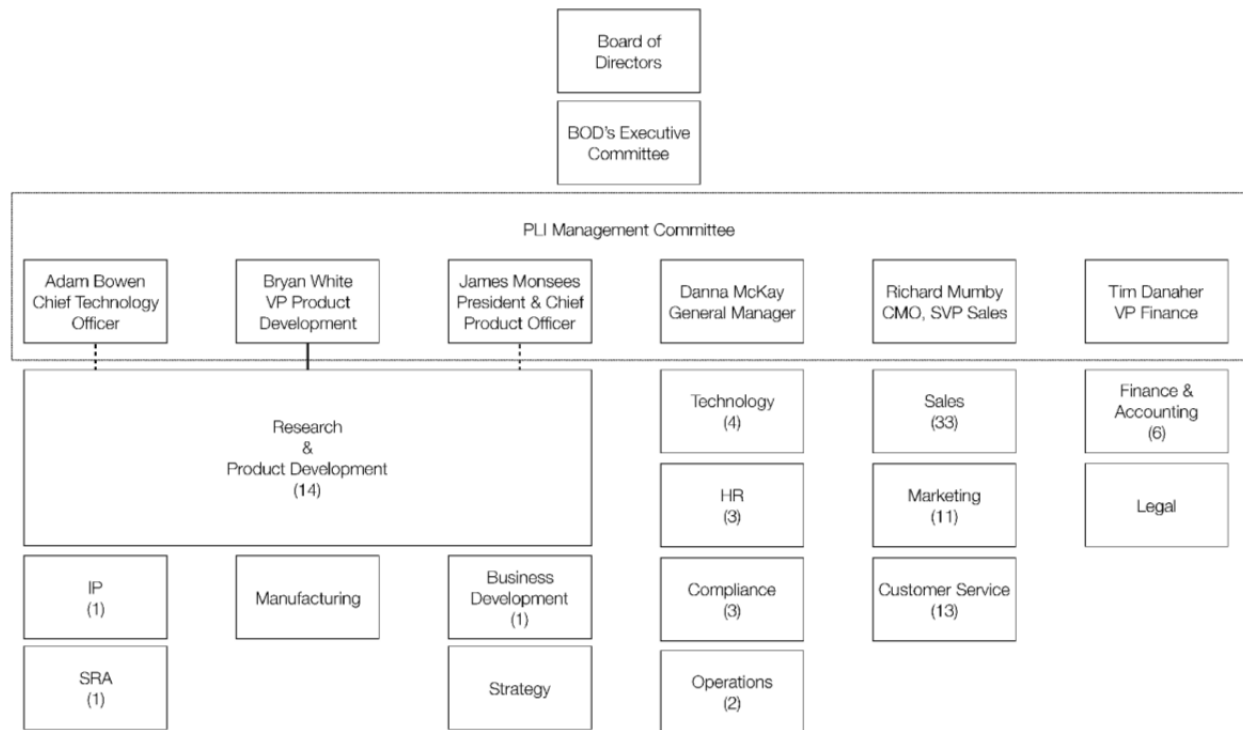 Board of
Directors
BOD's Executive
Committee
PLI Management Committee
Adam Bowen
Chief Technology
Officer
Bryan White
VP Product
Development
James Monsees
President & Chief
Product Officer
Danna McKay
General Manager
Richard Mumby
CMO, SVP Sales
Tim Danaher
VP Finance
Research
&
Product Development
(14)
Technology
(4)
Sales
(33)
Finance &
Accounting
(6)
HR
(3)
Marketing
(11)
Legal
IP
(1)
Manufacturing
Business
Development
(1)
Compliance
(3)
Customer Service
(13)
SRA
(1)
Strategy
Operations
(2)